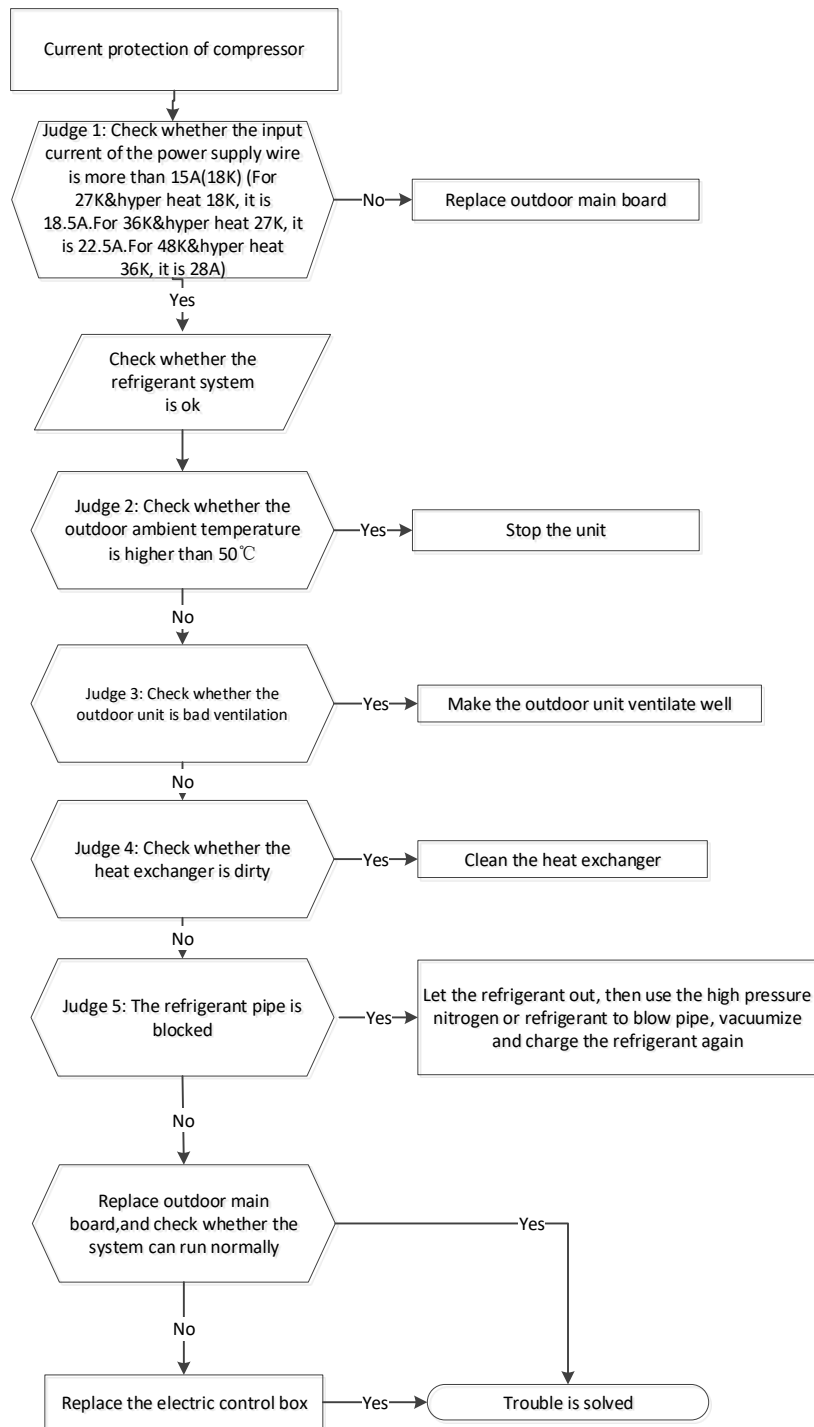 Current protection of compressor
Judge 1: Check whether the input
current of the power supply wire
is more than 15A(18K) (For
27K&hyper heat 18K, it is
18.5A.For 36K&hyper heat 27K, it
is 22.5A.For 48K&hyper heat
36K, it is 28A)
No
Replace outdoor main board
Yes
Check whether the
refrigerant system
is ok
Judge 2: Check whether the
outdoor ambient temperature
is higher than 50℃
Yes
Stop the unit
No
Judge 3: Check whether the
outdoor unit is bad ventilation
Yes
Make the outdoor unit ventilate well
No
Judge 4: Check whether the
heat exchanger is dirty
Yes
Clean the heat exchanger
No
Judge 5: The refrigerant pipe is
blocked
Yes
Let the refrigerant out, then use the high pressure
nitrogen or refrigerant to blow pipe, vacuumize
and charge the refrigerant again
No
Replace outdoor main
board,and check whether the
system can run normally
Yes
No
Replace the electric control box
Yes
Trouble is solved